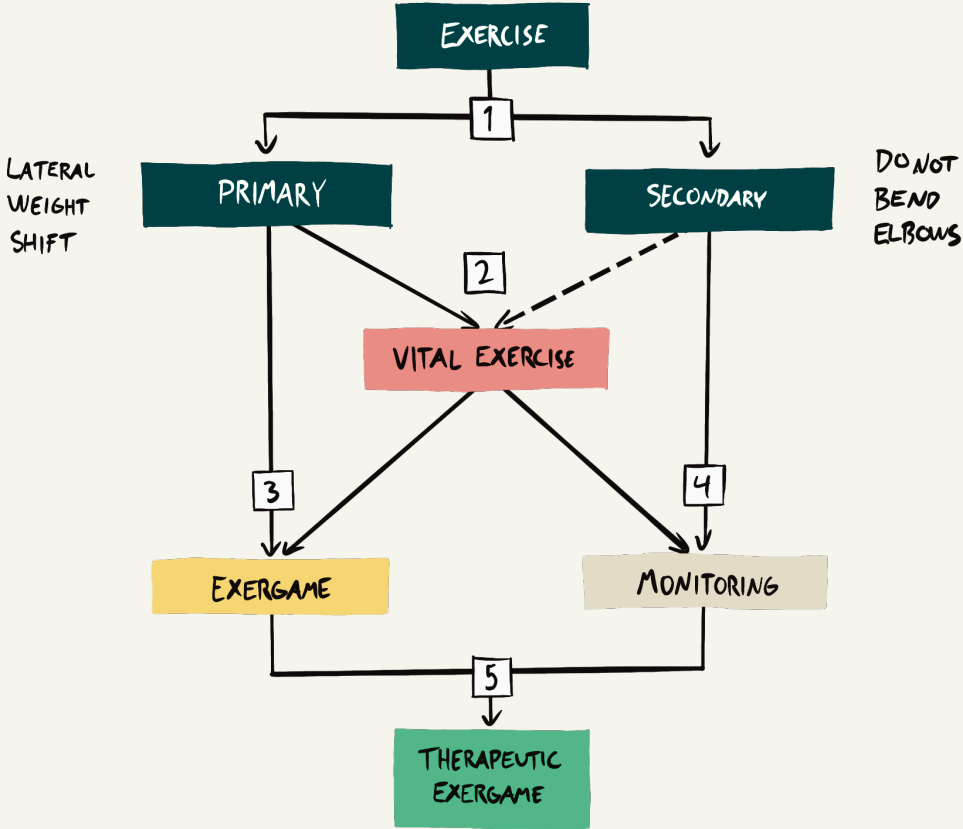 EXERCISE
1
LATERAL
WEIGHT
SHIFT
PRIMARY
SECONDARY
DO NOT
BEND
ELBOWS
2
VITAL EXERCISE
3
4
EXERGAME
MONITORING
5
THERAPEUTIC
EXERGAME